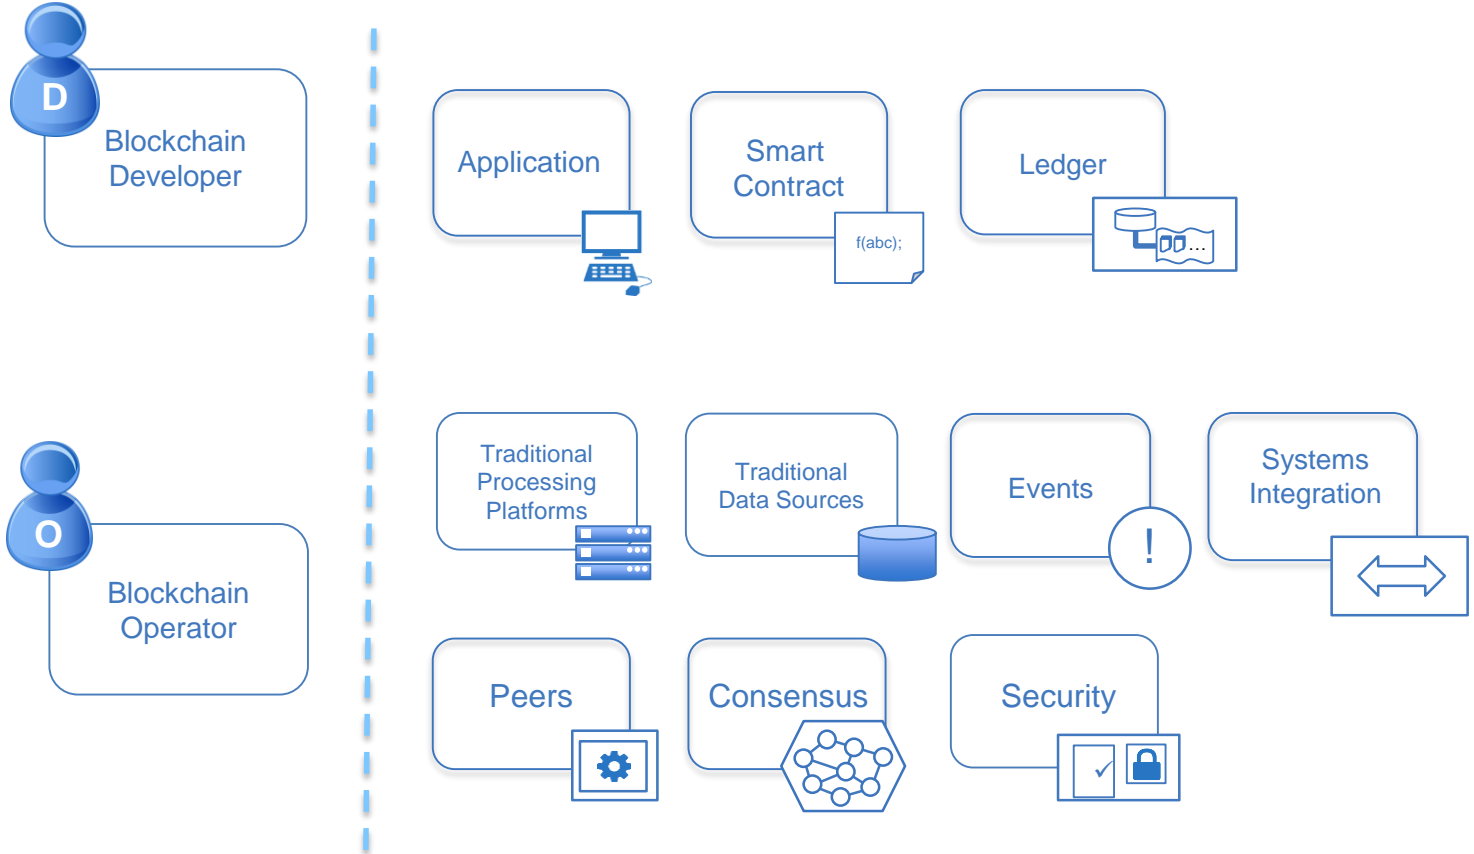 D
Blockchain
Developer
Application
Smart
Contract
f(abc);
Ledger
...
O
Blockchain
Operator
Traditional
Processing
Platforms
Traditional
Data Sources
Events
!
Systems
Integration
Peers
Consensus
Security
✓